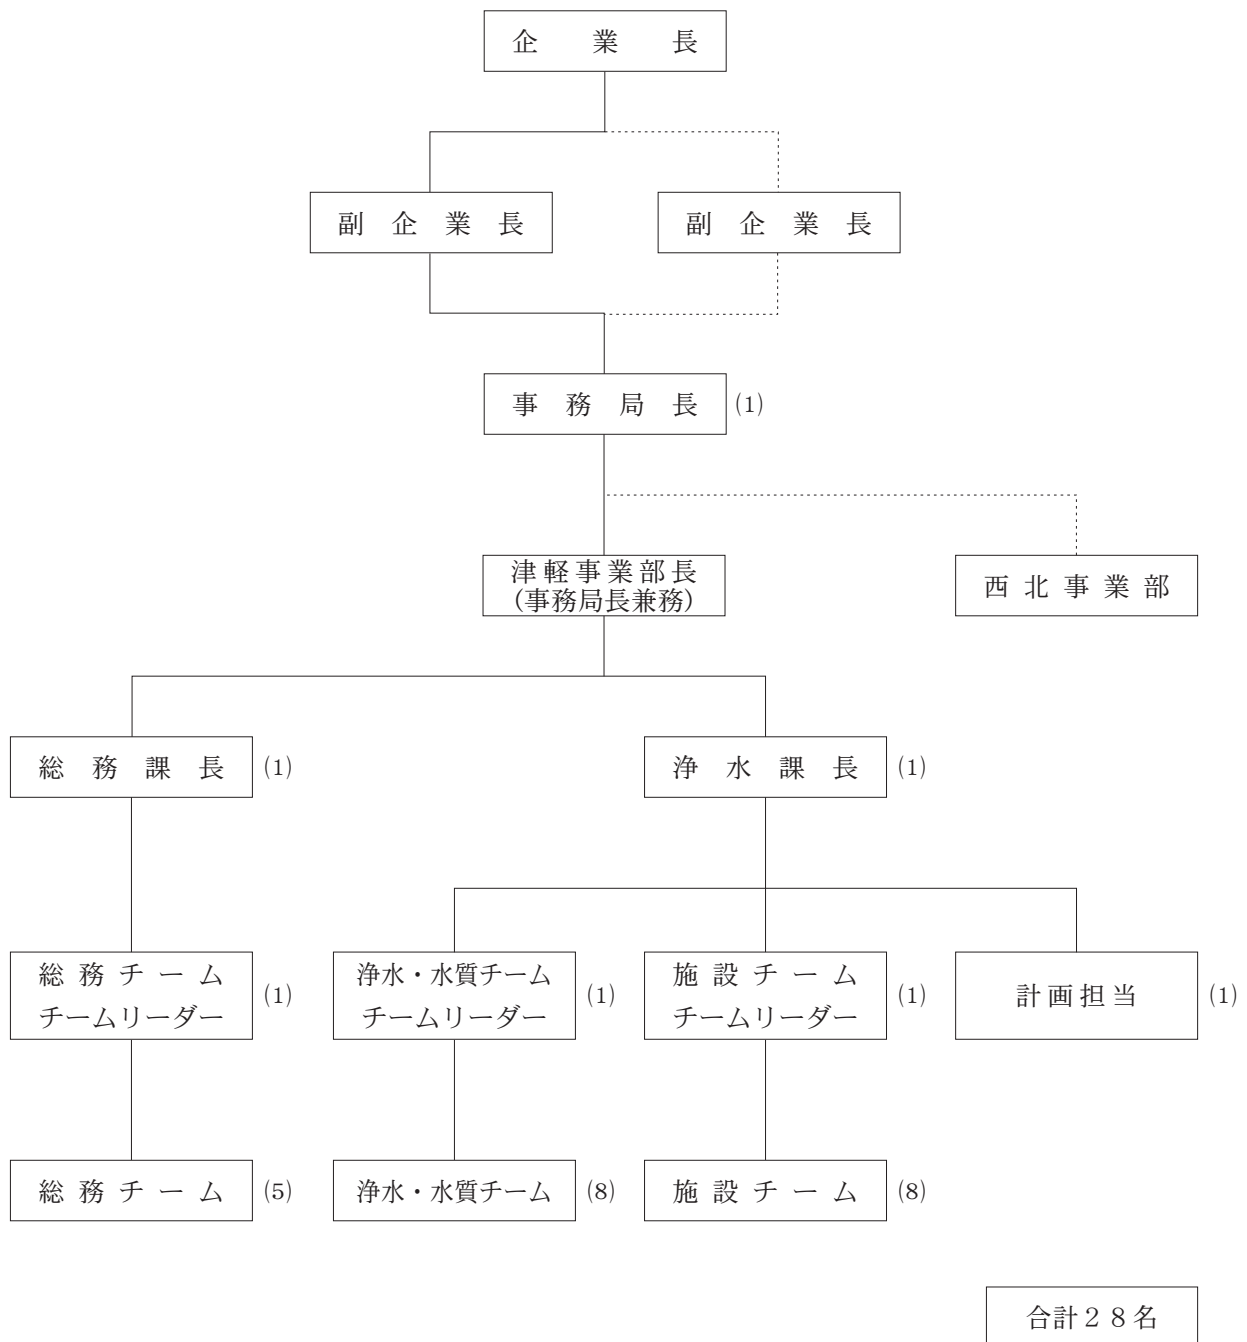 企業長
副企業長 副企業長
事務局長 (1)
津軽事業部長
(事務局長兼務)
西北事業部
総務課長 (1) 浄水課長 (1)
総務チーム
チームリーダー (1)
浄水・水質チーム
チームリーダー (1)
施設チーム
チームリーダー (1)
計画担当 (1)
総務チーム (5) 浄水・水質チーム (8) 施設チーム (8)
合計28名